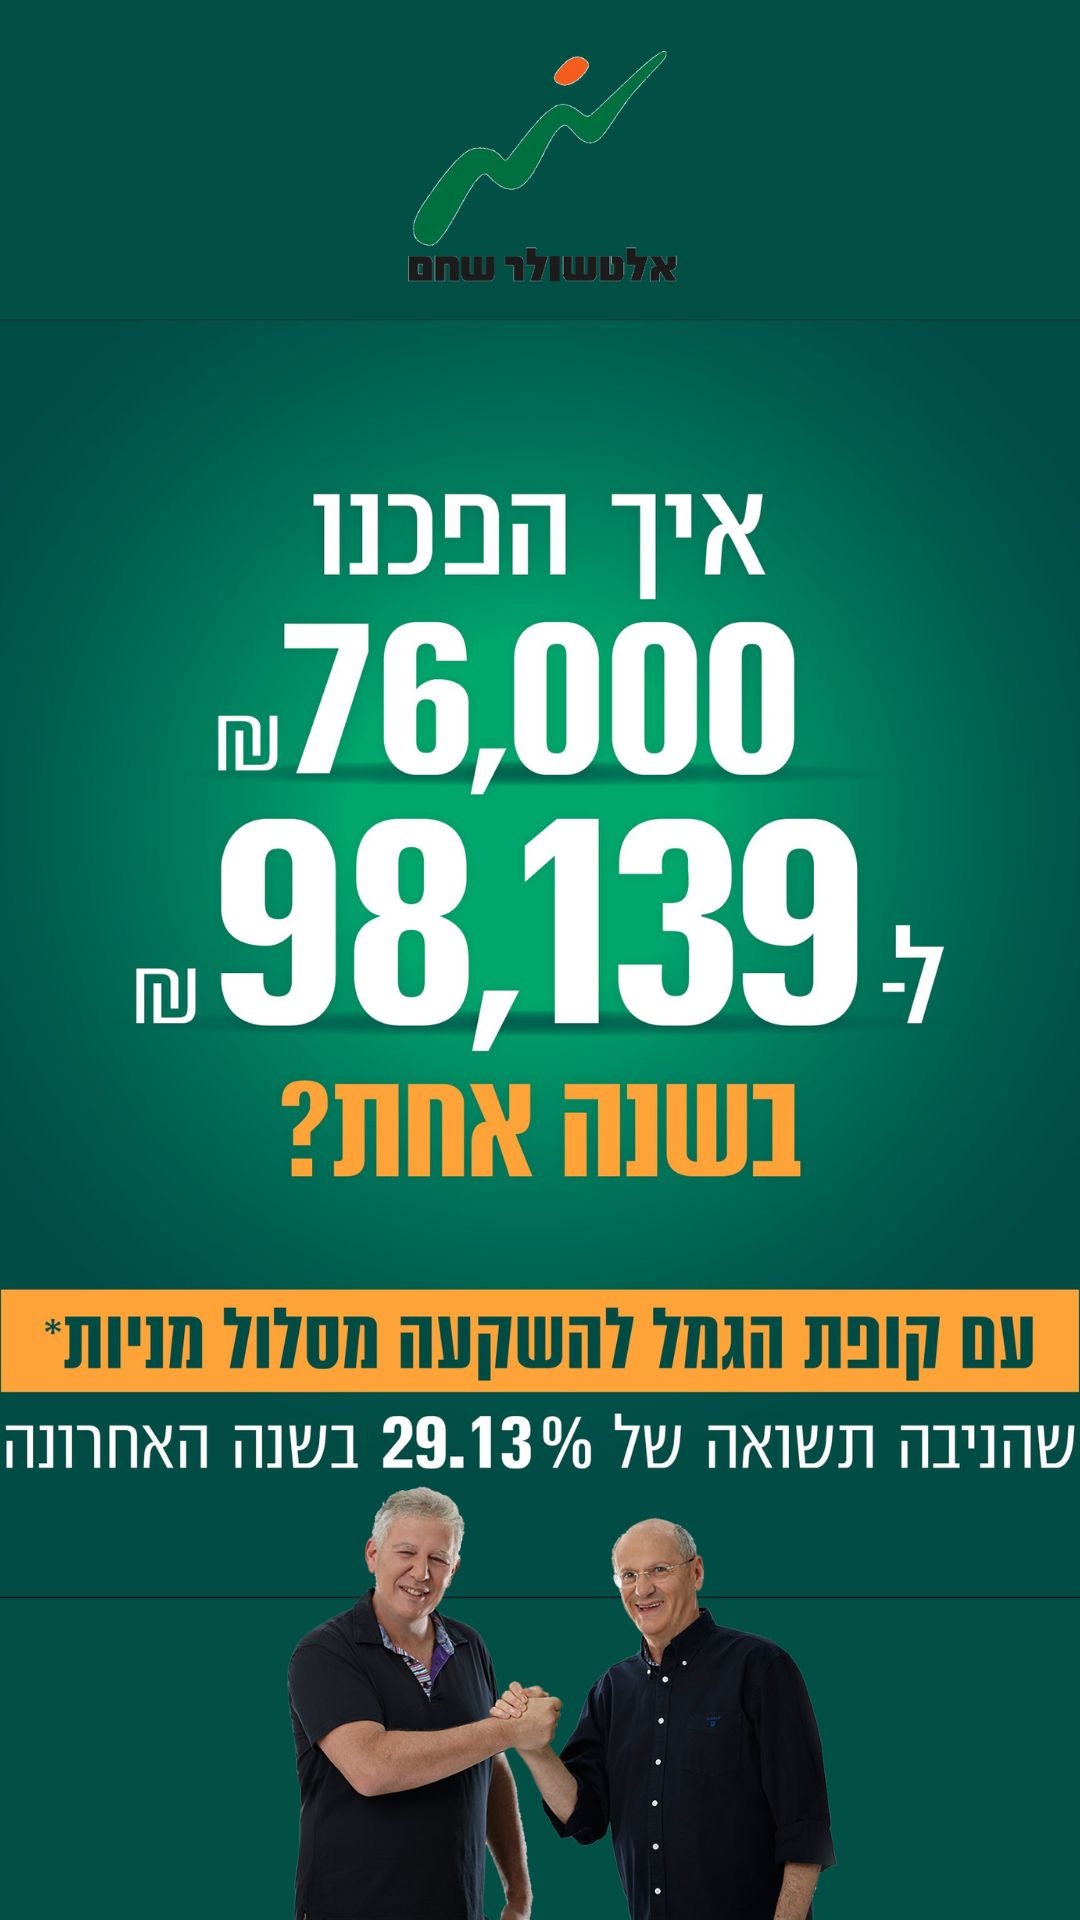 אלטשולר שחם
איך הפכנו
76,000 ₪
ל-98,139 ₪
בשנה אחת?
עם קופת הגמל להשקעה מסלול מניות*
שהניבה תשואה של 29.13% בשנה האחרונה